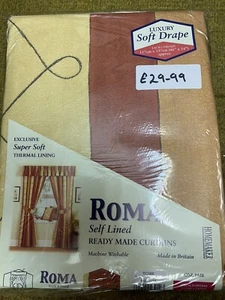 LUXURY
Soft Drape
£29-99
EXCLUSIVE
Super Soft
THERMAL LINING
ROMA
Self Lined
READY MADE CURTAINS
Machine Washable
Made in Britain
HOMEMAKER
ROMA